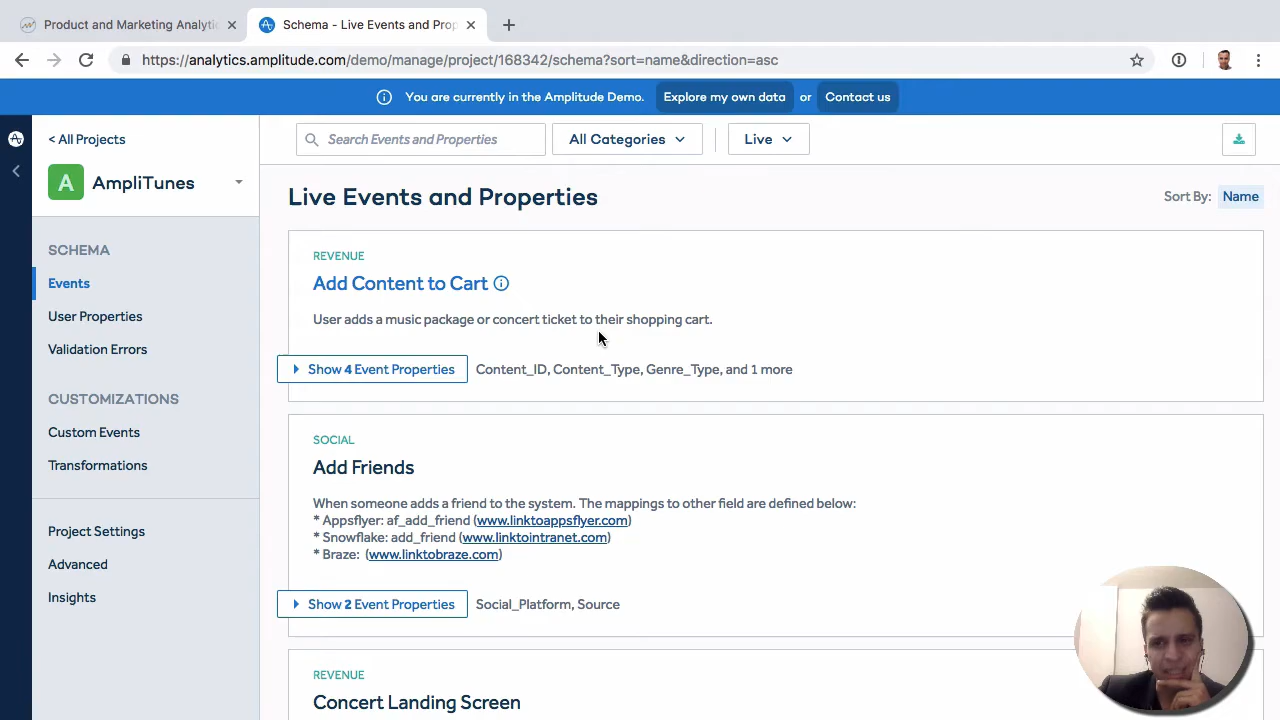 Product and Marketing Analytic
Schema - Live Events and Prop
https://analytics.amplitude.com/demo/manage/project/168342/schema?sort=name&direction=asc
You are currently in the Amplitude Demo. Explore my own data or Contact us
< All Projects
A AmpliTunes
SCHEMA
Events
User Properties
Validation Errors
CUSTOMIZATIONS
Custom Events
Transformations
Project Settings
Advanced
Insights
Search Events and Properties
All Categories
Live
Live Events and Properties
Sort By: Name
REVENUE
Add Content to Cart
User adds a music package or concert ticket to their shopping cart.
Show 4 Event Properties Content_ID, Content_Type, Genre_Type, and 1 more
SOCIAL
Add Friends
When someone adds a friend to the system. The mappings to other field are defined below:
* Appsflyer: af_add_friend (www.linktoappsflyer.com)
* Snowflake: add_friend (www.linktointranet.com)
* Braze: (www.linktobraze.com)
Show 2 Event Properties Social_Platform, Source
REVENUE
Concert Landing Screen